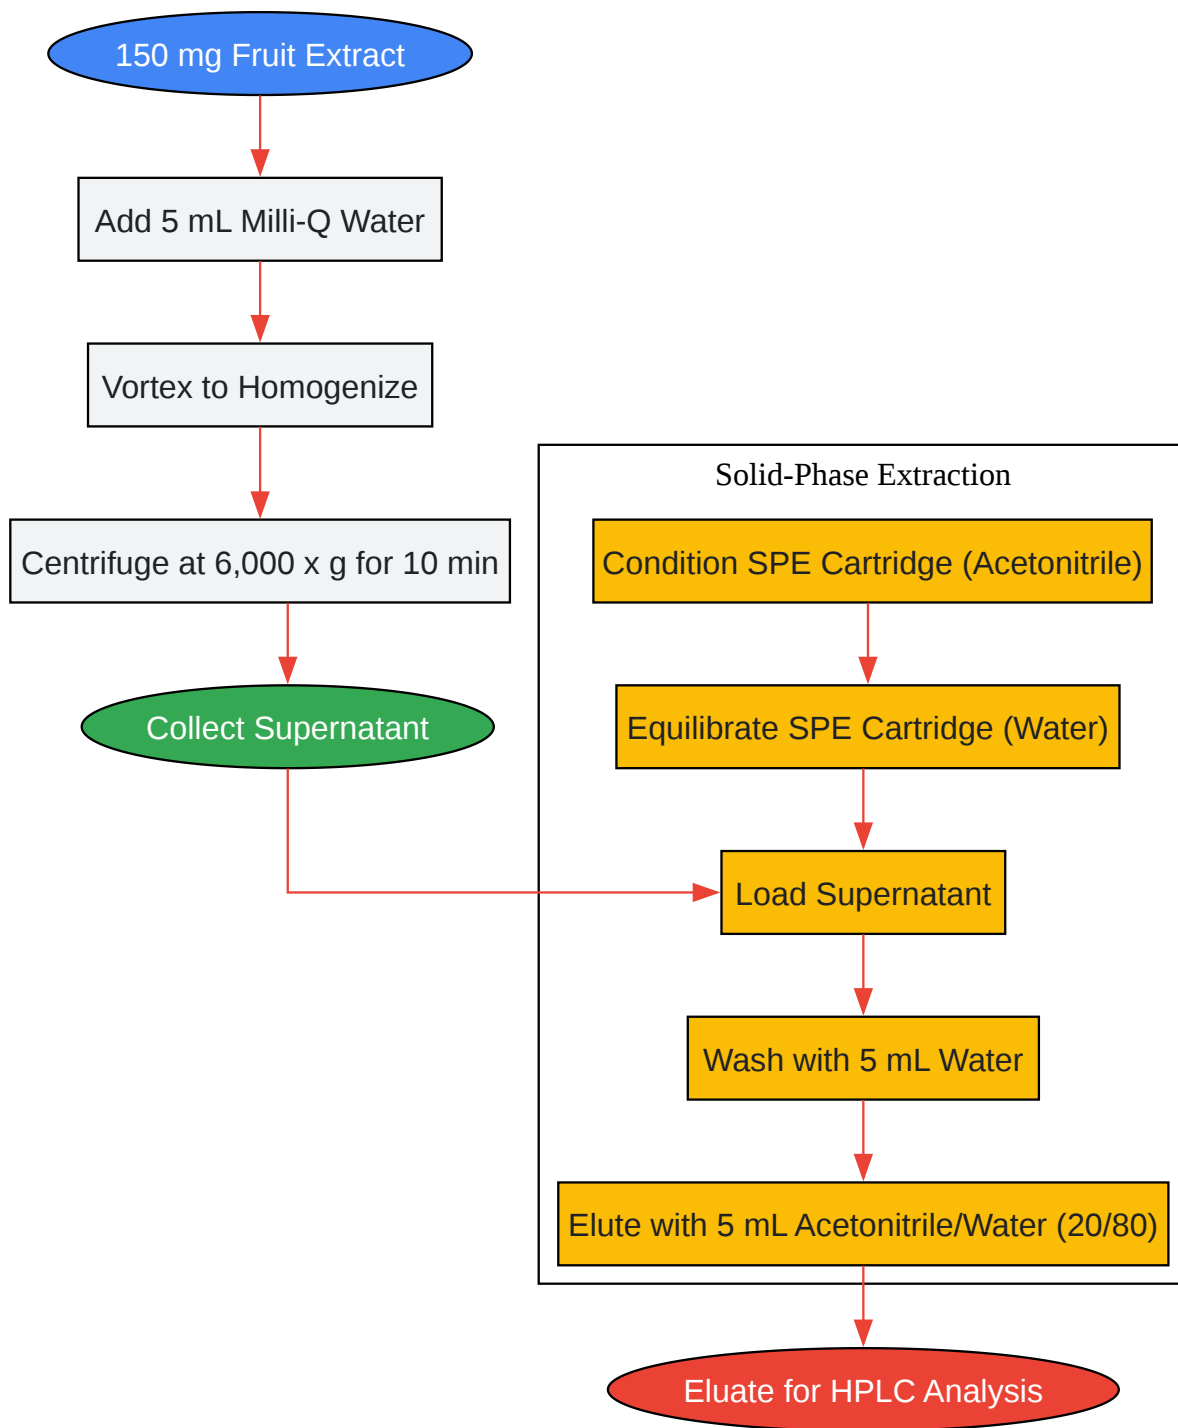 150 mg Fruit Extract
Add 5 mL Milli-Q Water
Vortex to Homogenize
Centrifuge at 6,000 x g for 10 min
Collect Supernatant
Solid-Phase Extraction
Condition SPE Cartridge (Acetonitrile)
Equilibrate SPE Cartridge (Water)
Load Supernatant
Wash with 5 mL Water
Elute with 5 mL Acetonitrile/Water (20/80)
Eluate for HPLC Analysis